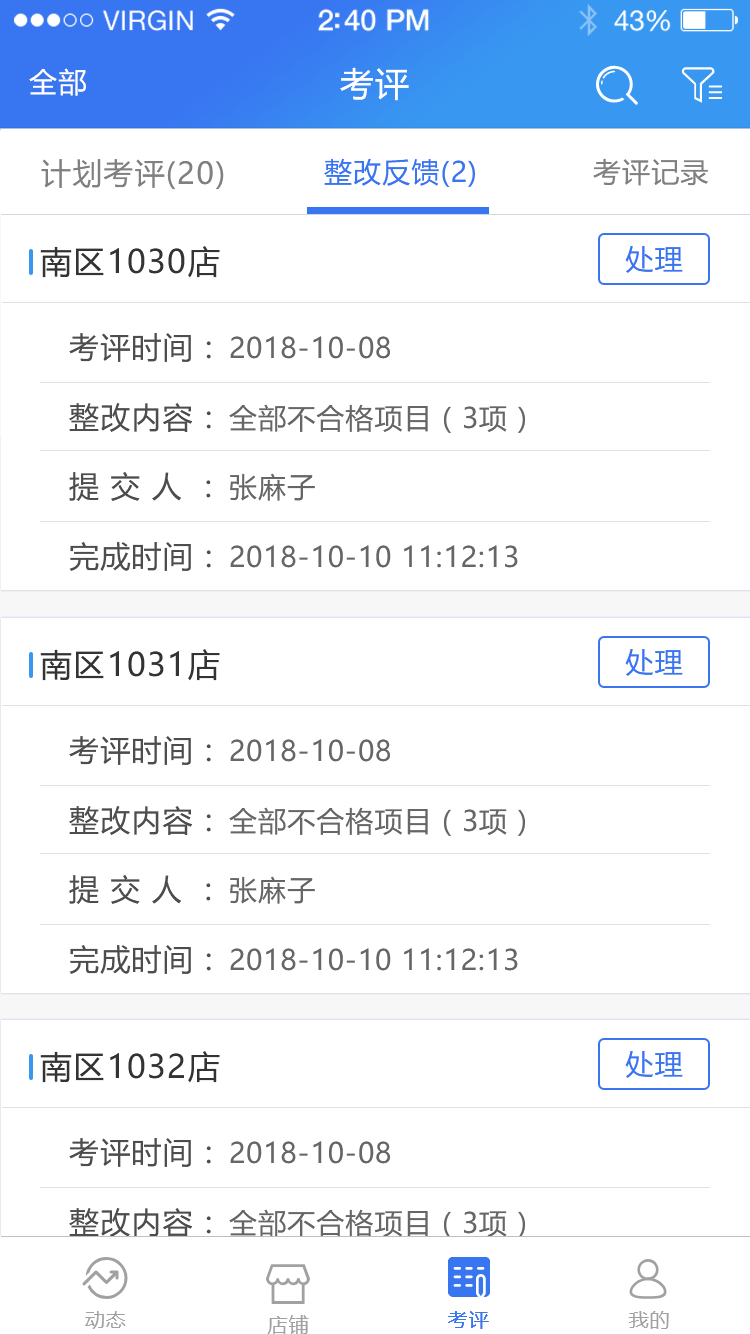 VIRGIN 2:40 PM 43%
全部 考评
计划考评(20) 整改反馈(2) 考评记录
南区1030店 处理
考评时间： 2018-10-08
整改内容： 全部不合格项目（3项）
提 交 人 ： 张麻子
完成时间： 2018-10-10 11:12:13
南区1031店 处理
考评时间： 2018-10-08
整改内容： 全部不合格项目（3项）
提 交 人 ： 张麻子
完成时间： 2018-10-10 11:12:13
南区1032店 处理
考评时间： 2018-10-08
整改内容： 全部不合格项目（3项）
动态 店铺 考评 我的